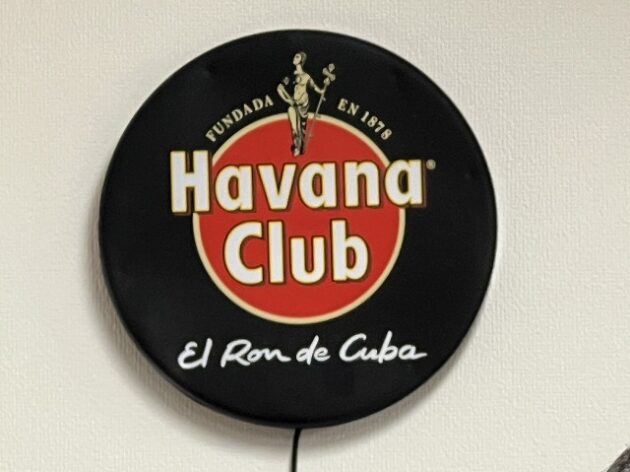 FUNDADA EN 1878
Havana®
Club
El Ron de Cuba